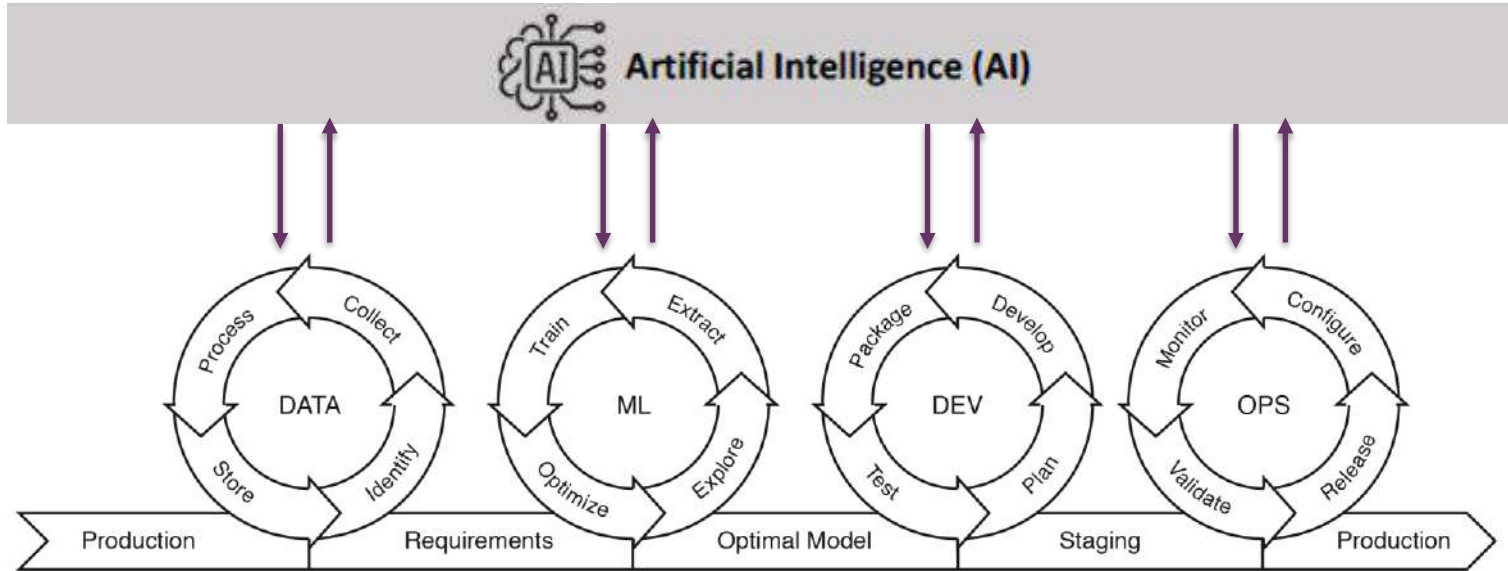 AI
Artificial Intelligence (AI)
Process
Collect
DATA
Store
Identify
Train
Extract
ML
Optimize
Explore
Package
Develop
DEV
Test
Plan
Monitor
Configure
OPS
Validate
Release
Production
Requirements
Optimal Model
Staging
Production